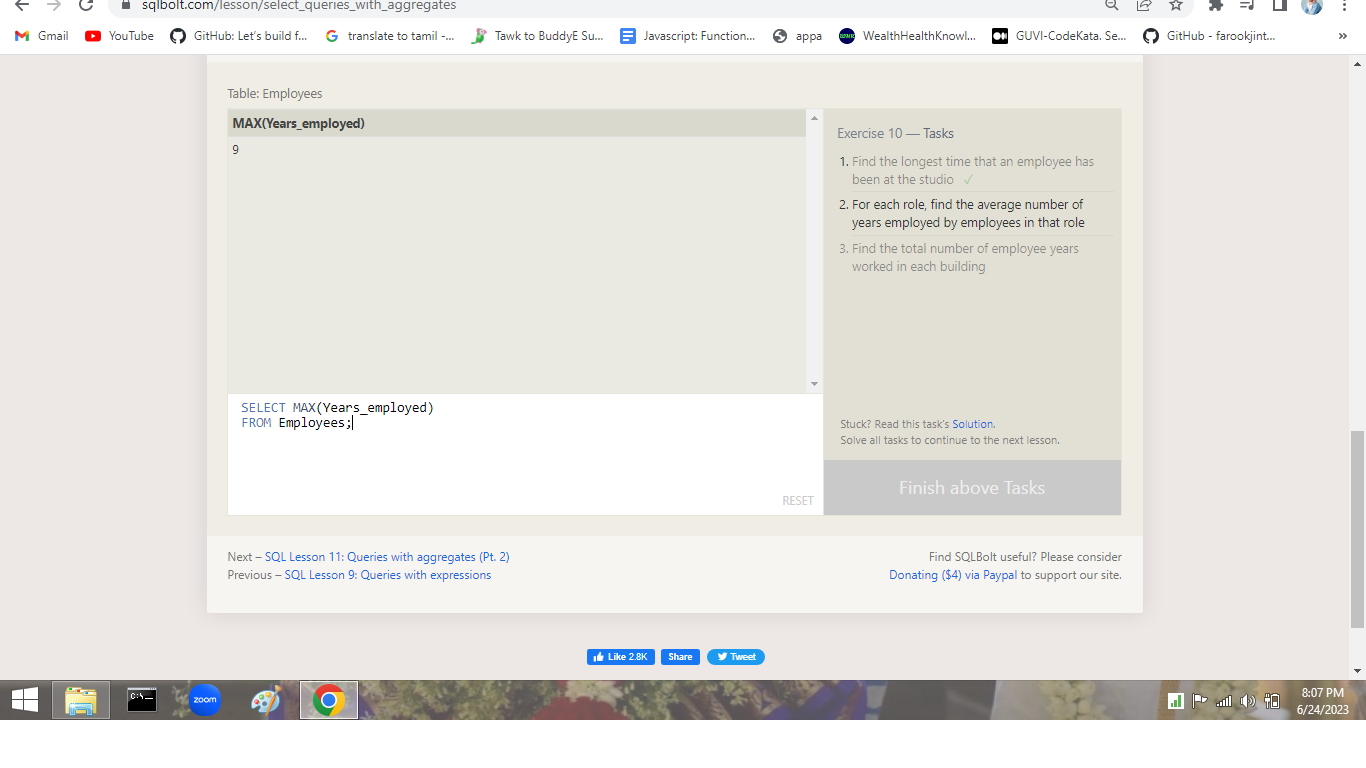 sqlbolt.com/lesson/select_queries_with_aggregates
Gmail
YouTube
GitHub: Let's build f...
translate to tamil -...
Tawk to BuddyE Su...
Javascript: Function...
appa
WealthHealthKnowl...
GUVI-CodeKata. Se...
GitHub - farookjint...
»
Table: Employees
MAX(Years_employed)
9
SELECT MAX(Years_employed)
FROM Employees;
RESET
Exercise 10 — Tasks
1. Find the longest time that an employee has
been at the studio ✓
2. For each role, find the average number of
years employed by employees in that role
3. Find the total number of employee years
worked in each building
Stuck? Read this task's Solution.
Solve all tasks to continue to the next lesson.
Finish above Tasks
Next – SQL Lesson 11: Queries with aggregates (Pt. 2)
Previous – SQL Lesson 9: Queries with expressions
Find SQLBolt useful? Please consider
Donating ($4) via Paypal to support our site.
Like 2.8K
Share
Tweet
C:\_
zoom
8:07 PM
6/24/2023